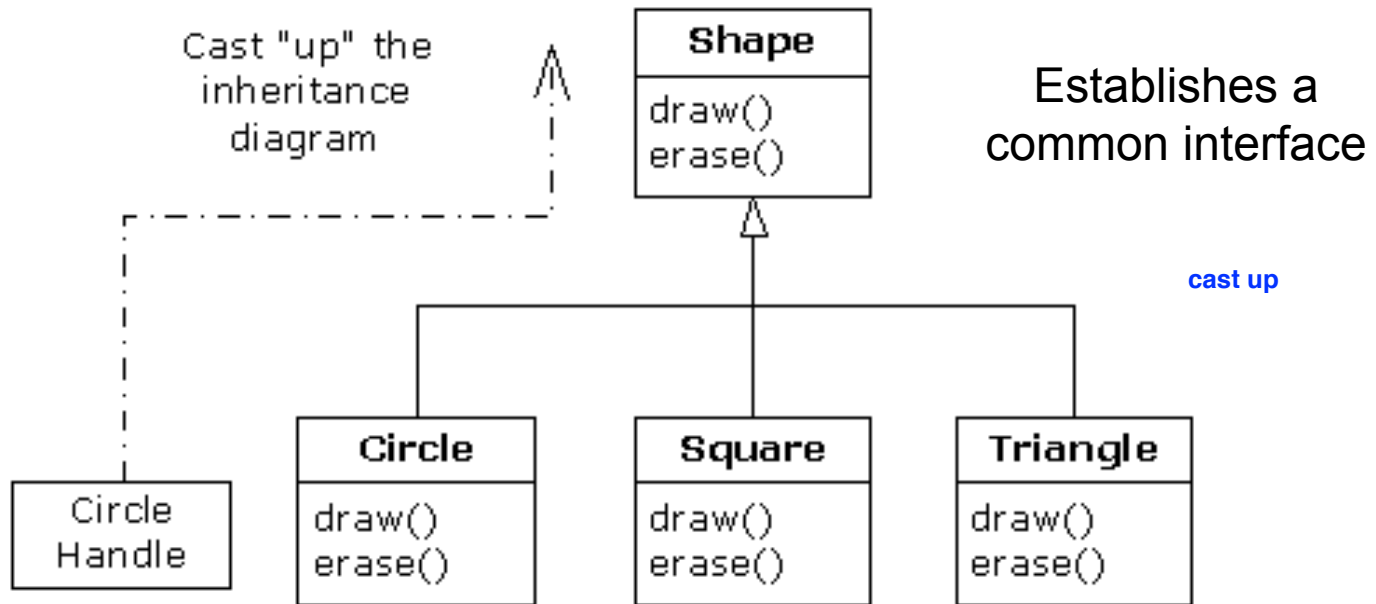 Cast "up" the
inheritance
diagram
Shape
draw()
erase()
Establishes a
common interface
cast up
Circle
Handle
Circle
draw()
erase()
Square
draw()
erase()
Triangle
draw()
erase()